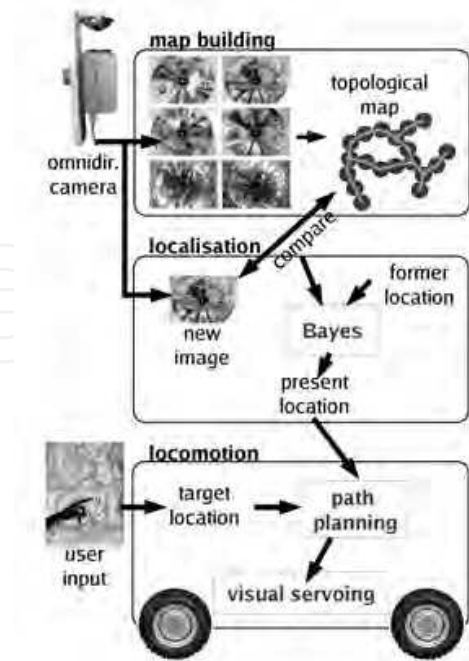 map building
topological
map
omnidir.
camera
localisation
compare
former
location
new
image
Bayes
present
location
locomotion
target
location
path
planning
user
input
visual servoing